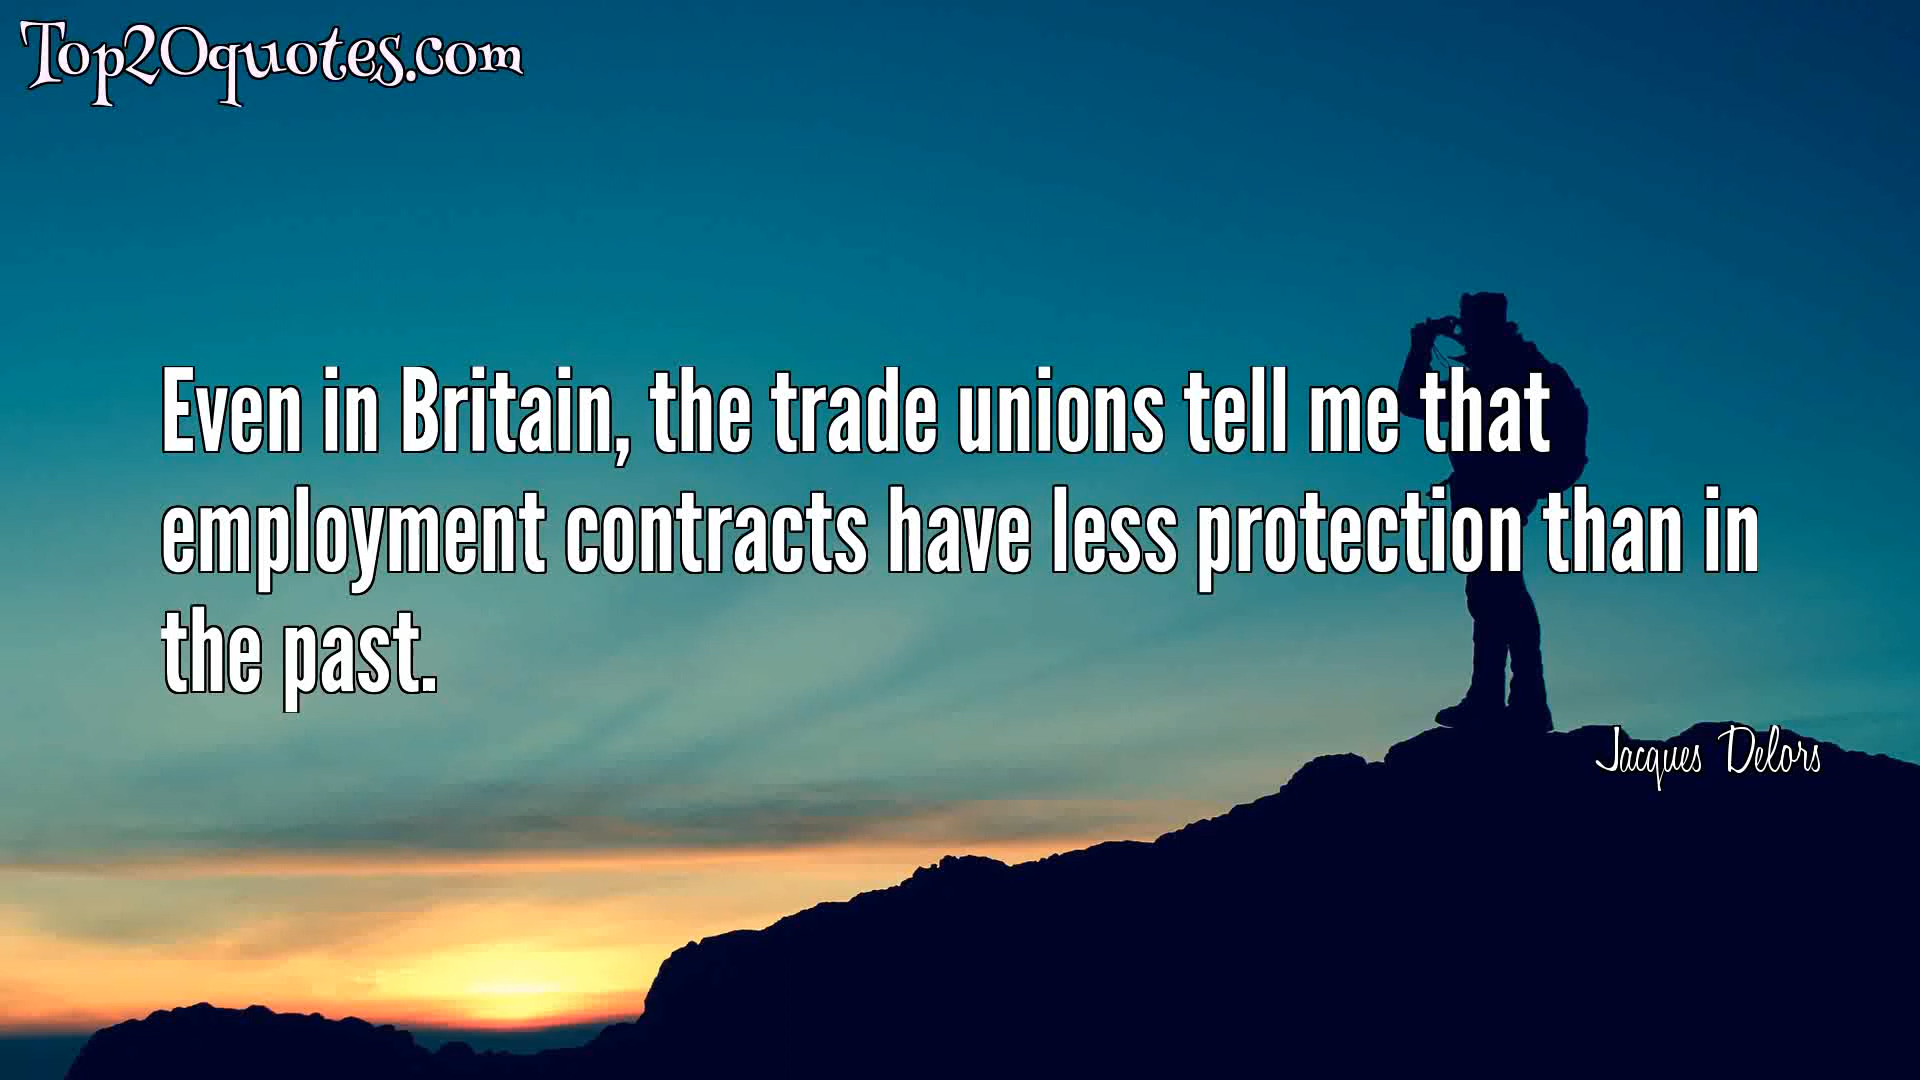 Top20quotes.com
Even in Britain, the trade unions tell me that
employment contracts have less protection than in
the past.
Jacques Delors